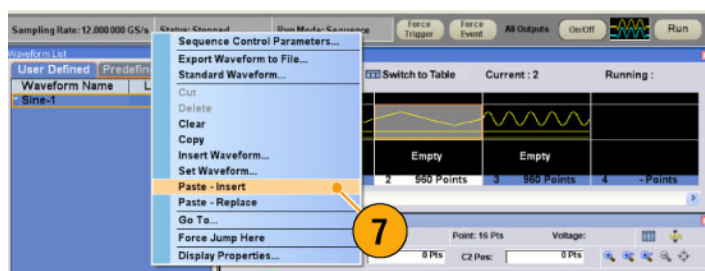 Sampling Rate: 12.000 000 GS/s Status: Stopped Run Mode: Sequence Force Trigger Force Event All Outputs On/Off Run
Waveform List
User Defined Predefin
Waveform Name L
Sine-1
Sequence Control Parameters...
Export Waveform to File...
Standard Waveform...
Cut
Delete
Clear
Copy
Insert Waveform...
Set Waveform...
Paste - Insert
Paste - Replace
Go To...
Force Jump Here
Display Properties...
7
Switch to Table Current : 2 Running :
Empty Empty
2 960 Points 3 960 Points 4 - Points
Point: 16 Pts Voltage:
0 Pts C2 Pos: 0 Pts